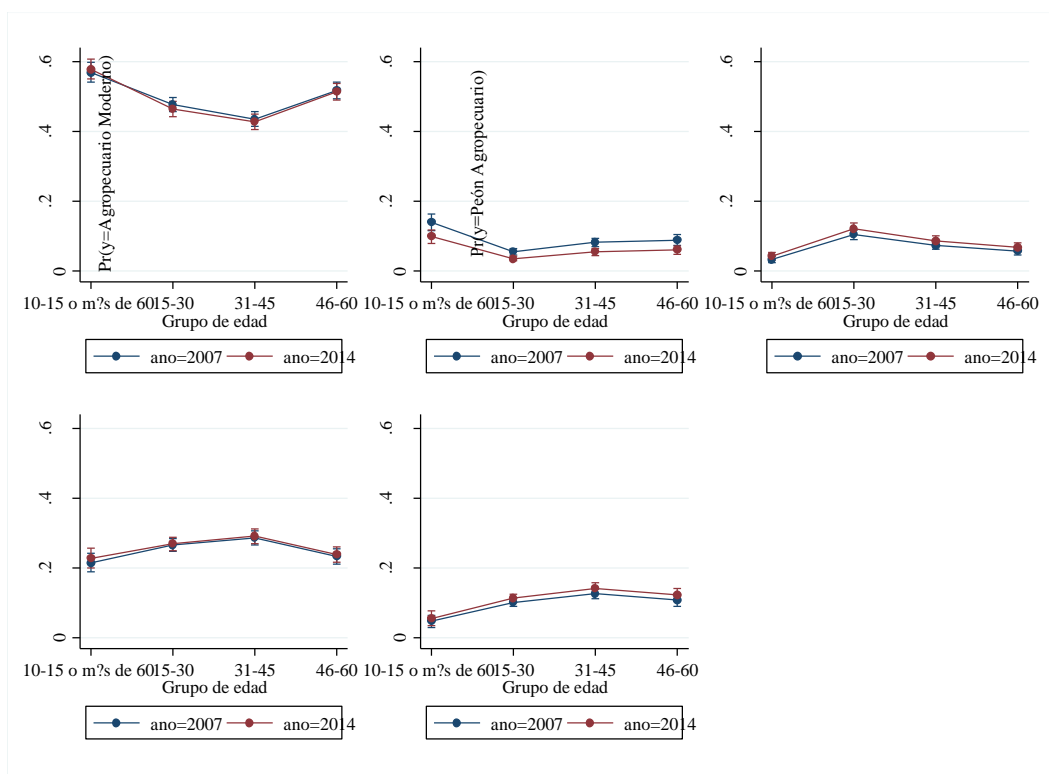 Pr(y=Agropecuario Moderno)
.6
.4
.2
0
10-15 o m?s de 60
15-30
31-45
46-60
Grupo de edad
ano=2007
ano=2014
Pr(y=Peón Agropecuario)
.6
.4
.2
0
10-15 o m?s de 60
15-30
31-45
46-60
Grupo de edad
ano=2007
ano=2014
.6
.4
.2
0
10-15 o m?s de 60
15-30
31-45
46-60
Grupo de edad
ano=2007
ano=2014
.6
.4
.2
0
10-15 o m?s de 60
15-30
31-45
46-60
Grupo de edad
ano=2007
ano=2014
.6
.4
.2
0
10-15 o m?s de 60
15-30
31-45
46-60
Grupo de edad
ano=2007
ano=2014